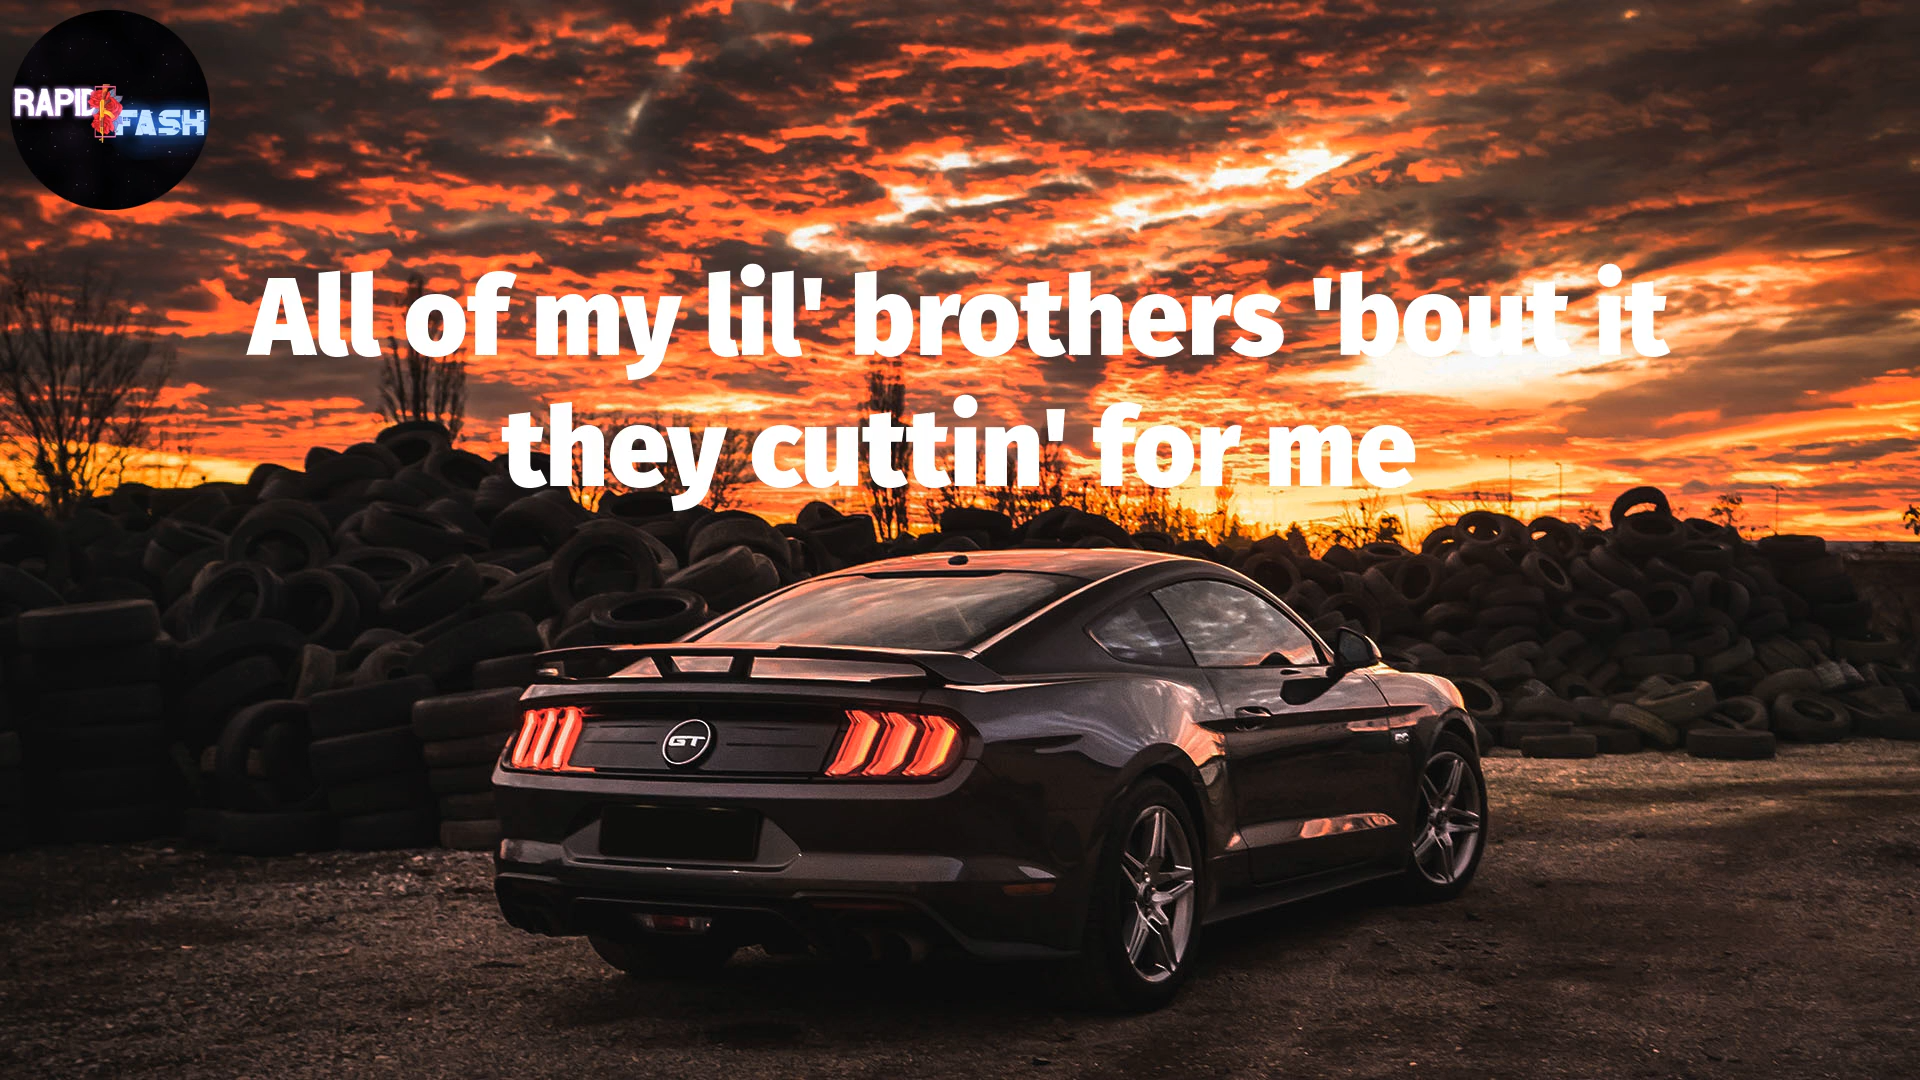 RAPID FASH
All of my lil' brothers 'bout it
they cuttin' for me
GT